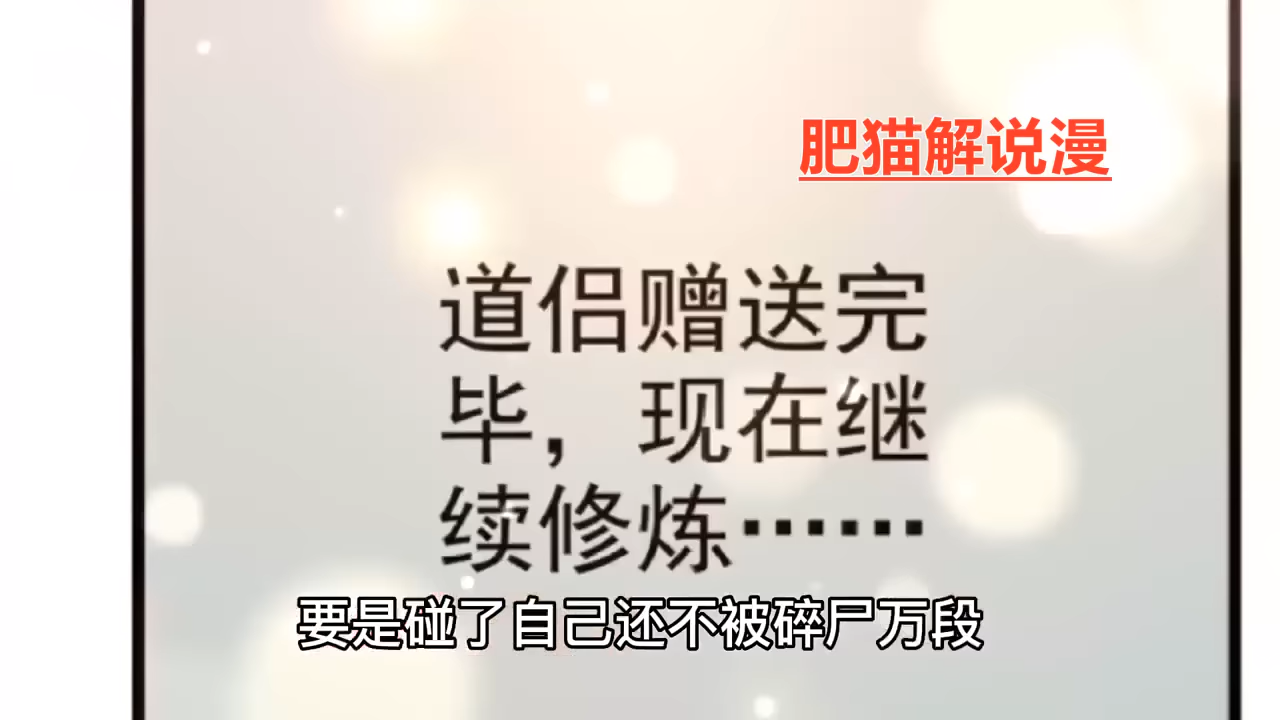 肥猫解说漫
道侣赠送完
毕，现在继
续修炼……
要是碰了自己还不被碎尸万段